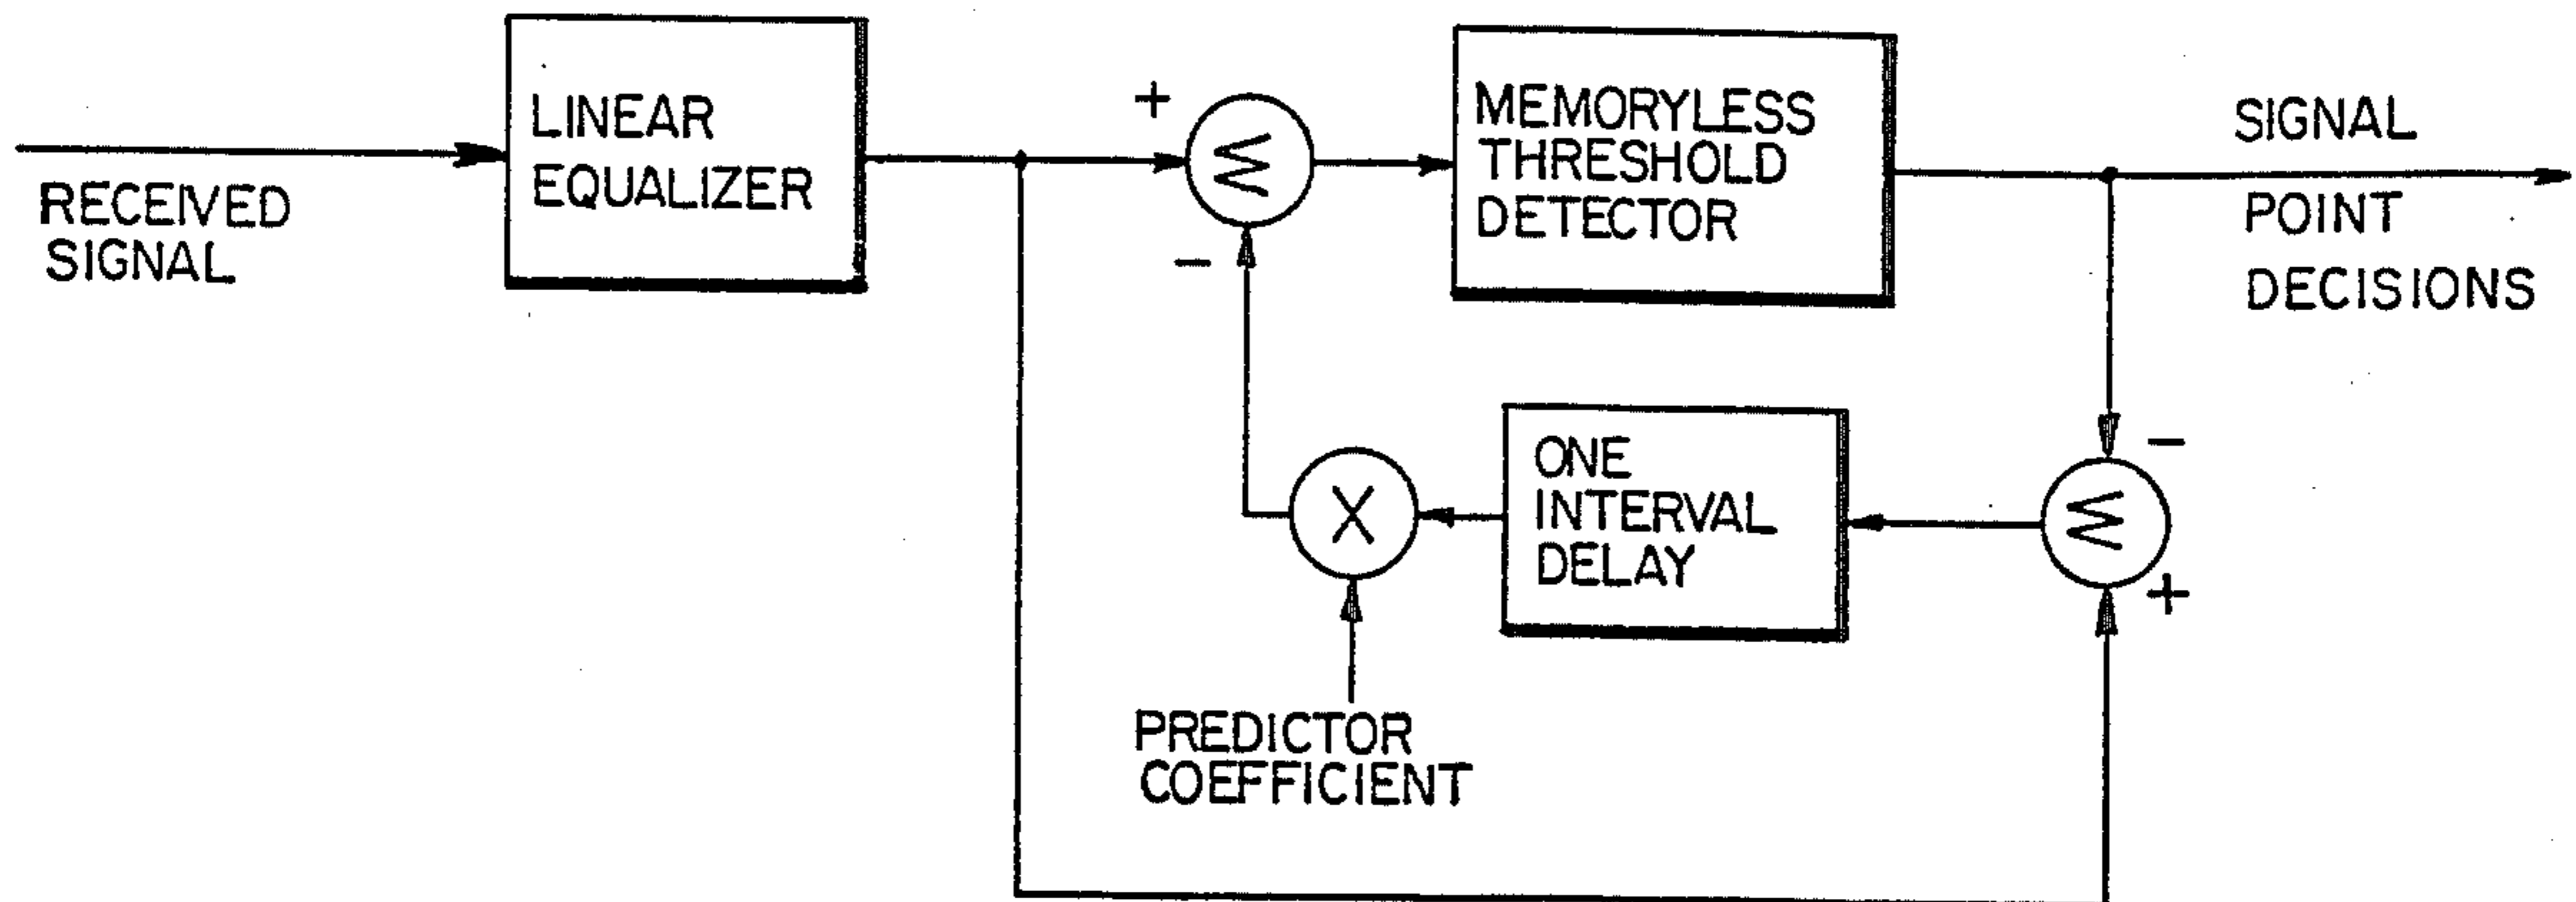 LINEAR
EQUALIZER
RECEIVED
SIGNAL
+
-
Σ
MEMORYLESS
THRESHOLD
DETECTOR
SIGNAL
POINT
DECISIONS
X
PREDICTOR
COEFFICIENT
ONE
INTERVAL
DELAY
-
Σ
+